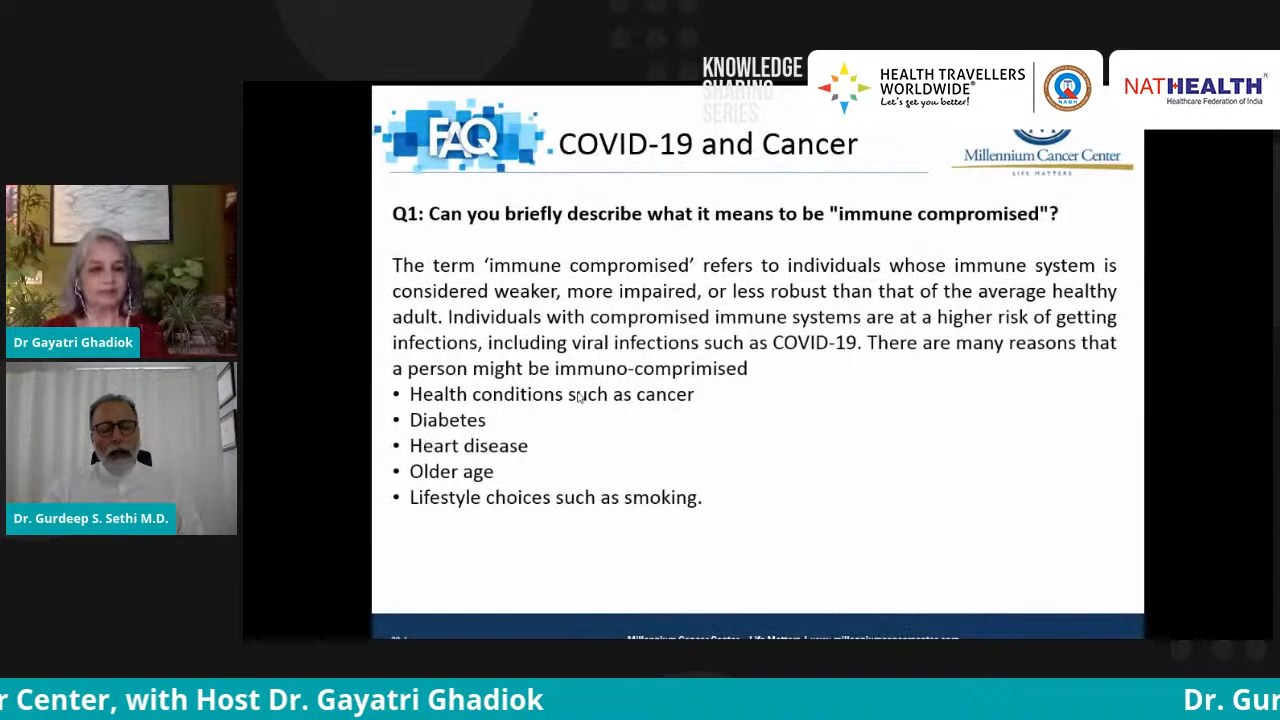 KNOWLEDGE
SHARING
SERIES
HEALTH TRAVELLERS
WORLDWIDE®
Let's get you better!
NABH
NATHEALTH®
Healthcare Federation of India
FAQ
COVID-19 and Cancer
Millennium Cancer Center
LIFE MATTERS
Q1: Can you briefly describe what it means to be "immune compromised"?
The term ‘immune compromised’ refers to individuals whose immune system is
considered weaker, more impaired, or less robust than that of the average healthy
adult. Individuals with compromised immune systems are at a higher risk of getting
infections, including viral infections such as COVID-19. There are many reasons that
a person might be immuno-comprimised
• Health conditions such as cancer
• Diabetes
• Heart disease
• Older age
• Lifestyle choices such as smoking.
Dr Gayatri Ghadiok
Dr. Gurdeep S. Sethi M.D.
r Center, with Host Dr. Gayatri Ghadiok
Dr. Gur